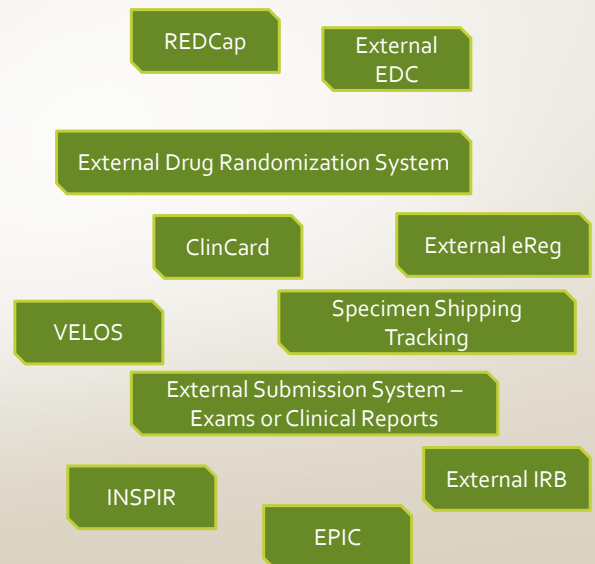 REDCap
External
EDC
External Drug Randomization System
ClinCard
External eReg
VELOS
Specimen Shipping
Tracking
External Submission System –
Exams or Clinical Reports
INSPIR
External IRB
EPIC